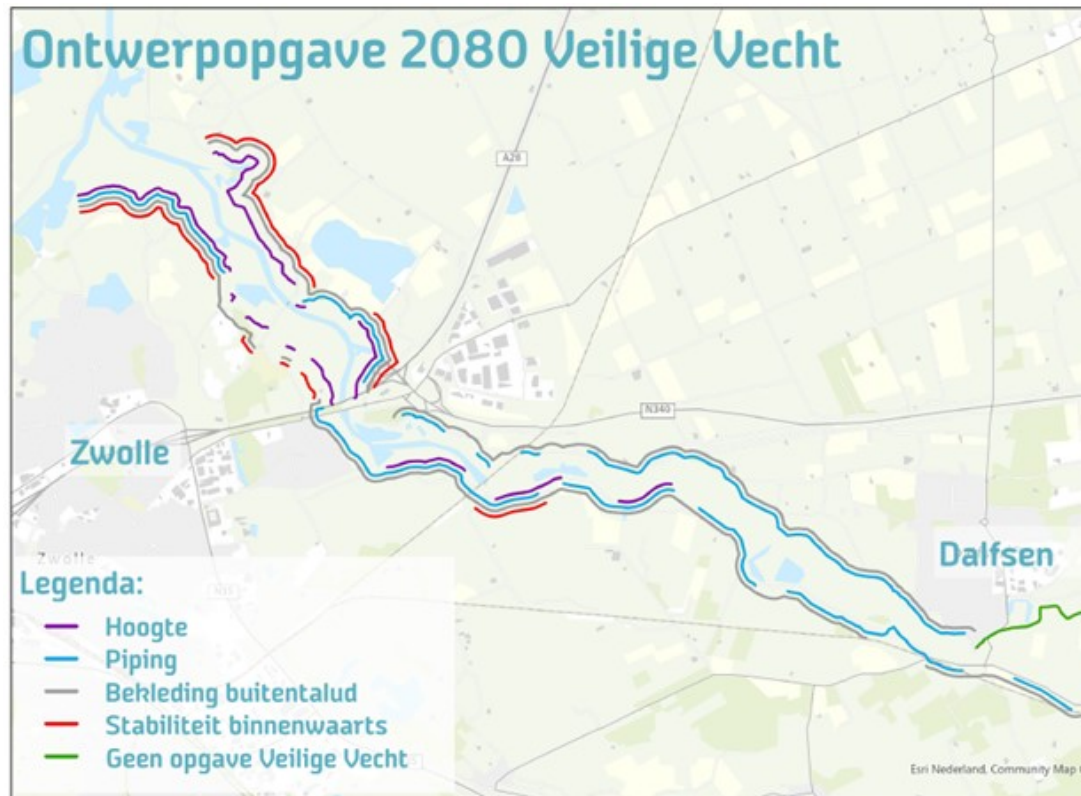 Ontwerpopgave 2080 Veilige Vecht
A28
N340
Zwolle
Dalfsen
Zwolle
Legenda:
N35
Hoogte
Piping
Bekleding buitentalud
Stabiliteit binnenwaarts
Geen opgave Veilige Vecht
Esri Nederland, Community Map